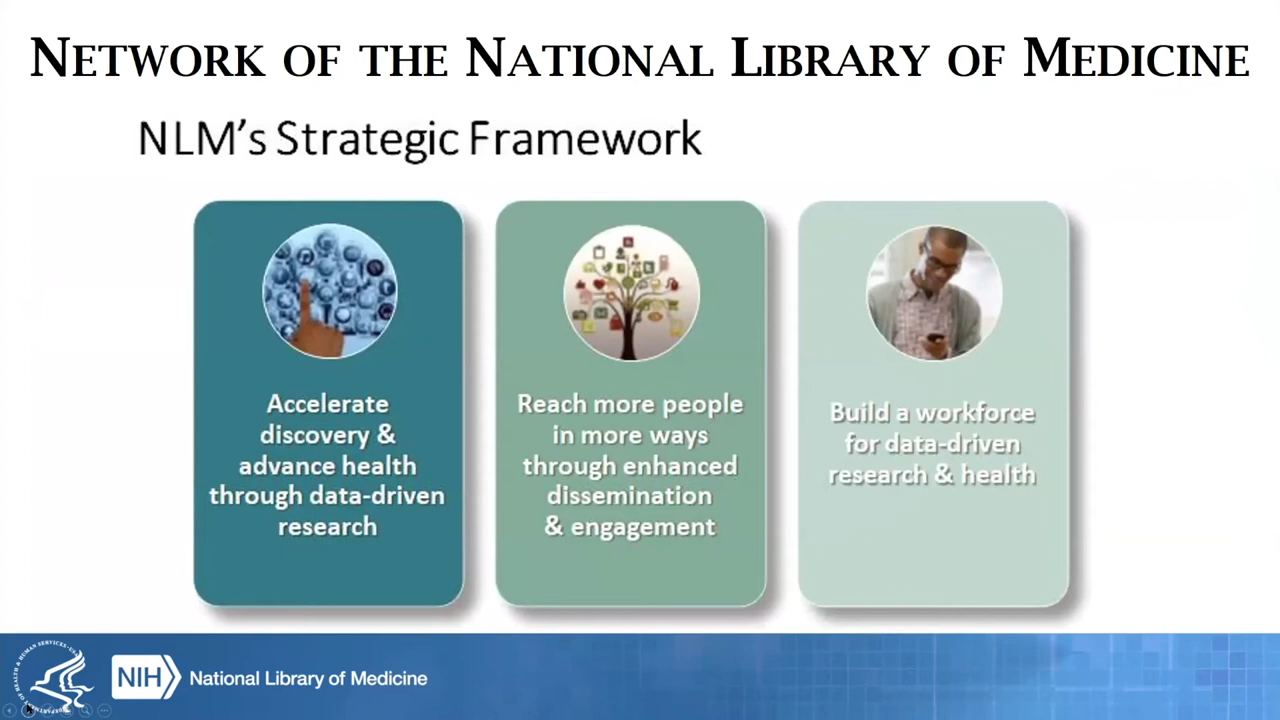 NETWORK OF THE NATIONAL LIBRARY OF MEDICINE
NLM's Strategic Framework
Accelerate
discovery &
advance health
through data-driven
research
Reach more people
in more ways
through enhanced
dissemination
& engagement
Build a workforce
for data-driven
research & health
NIH
National Library of Medicine